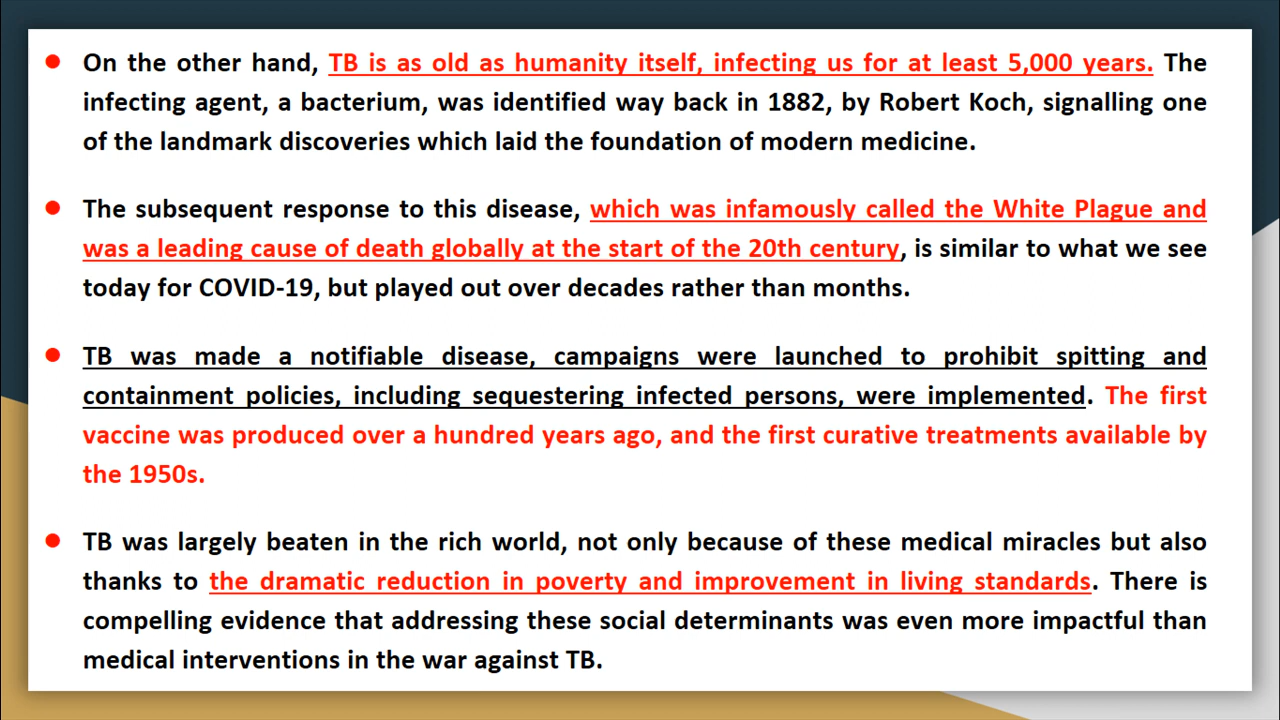 On the other hand, TB is as old as humanity itself, infecting us for at least 5,000 years. The
infecting agent, a bacterium, was identified way back in 1882, by Robert Koch, signalling one
of the landmark discoveries which laid the foundation of modern medicine.
The subsequent response to this disease, which was infamously called the White Plague and
was a leading cause of death globally at the start of the 20th century, is similar to what we see
today for COVID-19, but played out over decades rather than months.
TB was made a notifiable disease, campaigns were launched to prohibit spitting and
containment policies, including sequestering infected persons, were implemented. The first
vaccine was produced over a hundred years ago, and the first curative treatments available by
the 1950s.
TB was largely beaten in the rich world, not only because of these medical miracles but also
thanks to the dramatic reduction in poverty and improvement in living standards. There is
compelling evidence that addressing these social determinants was even more impactful than
medical interventions in the war against TB.